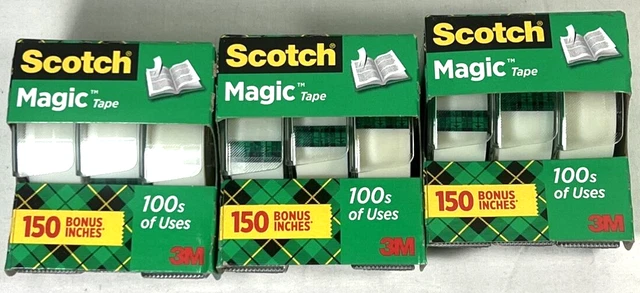 Scotch®
Magic™ Tape
150 BONUS
INCHES*
100s
of Uses
3M
Scotch®
Magic™ Tape
150 BONUS
INCHES*
100s
of Uses
3M
Scotch®
Magic™ Tape
150 BONUS
INCHES*
100s
of Uses
3M